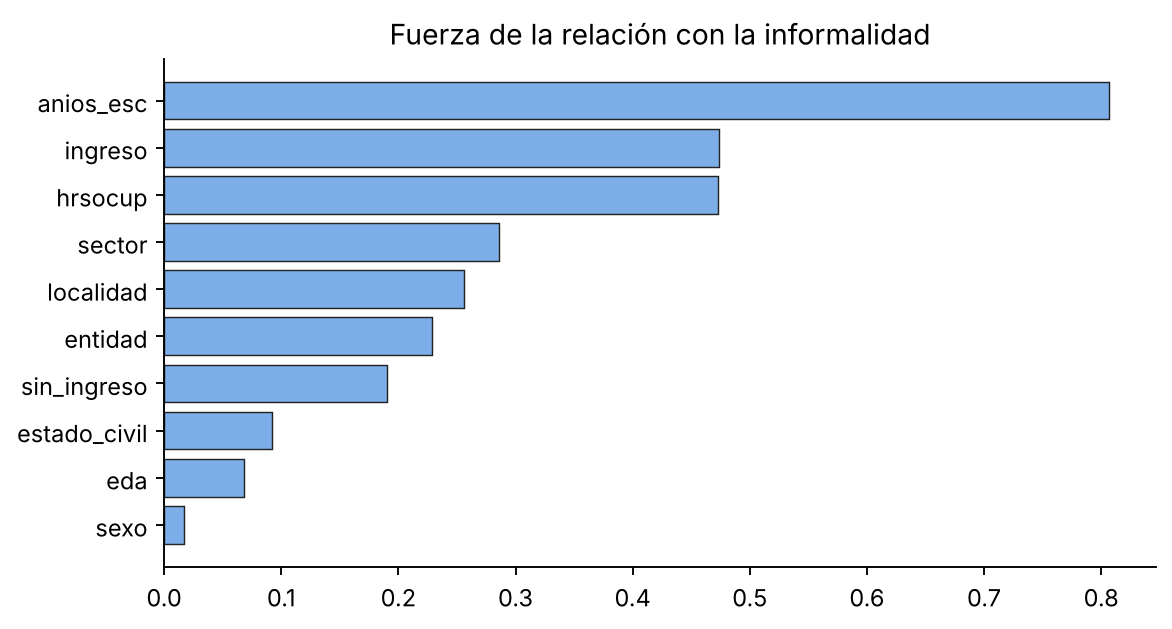 Fuerza de la relación con la informalidad
anios_esc
ingreso
hrsocup
sector
localidad
entidad
sin_ingreso
estado_civil
eda
sexo
0.0 0.1 0.2 0.3 0.4 0.5 0.6 0.7 0.8